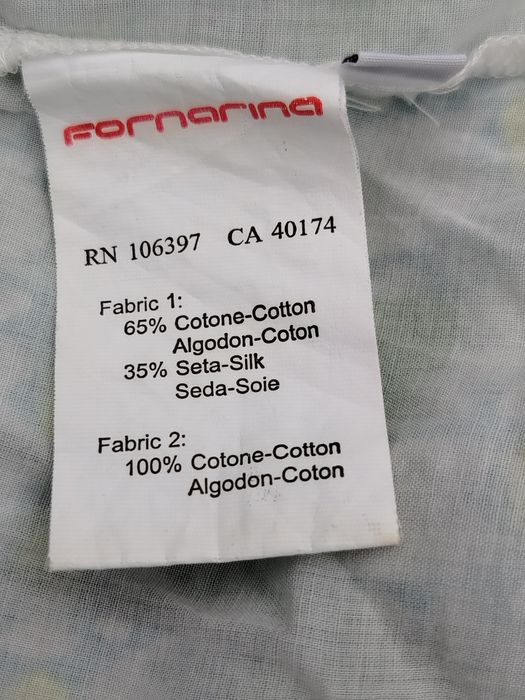 Fornarina
RN 106397 CA 40174
Fabric 1:
65% Cotone-Cotton
Algodon-Coton
35% Seta-Silk
Seda-Soie
Fabric 2:
100% Cotone-Cotton
Algodon-Coton